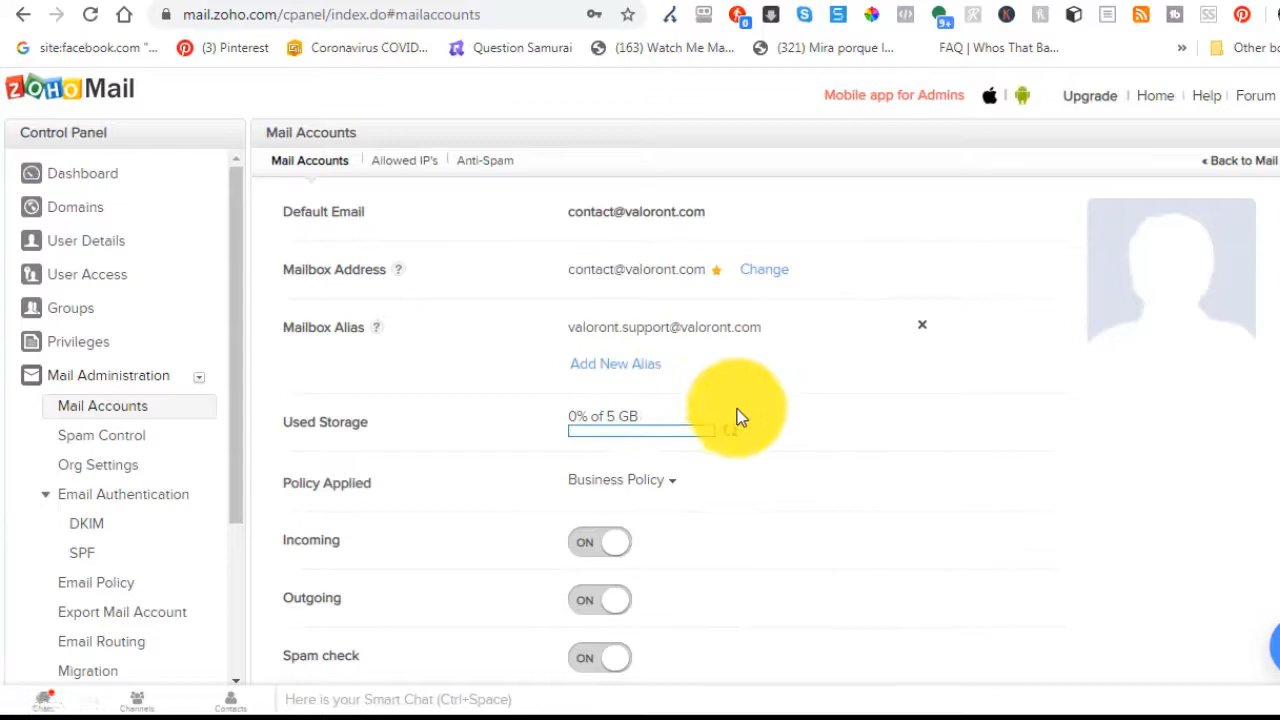 mail.zoho.com/cpanel/index.do#mailaccounts
0
9+
site:facebook.com "...
(3) Pinterest
Coronavirus COVID...
Question Samurai
(163) Watch Me Ma...
(321) Mira porque l...
FAQ | Whos That Ba...
»
Other bo
ZOHO Mail
Mobile app for Admins
Upgrade
Home
Help
Forum
Control Panel
Dashboard
Domains
User Details
User Access
Groups
Privileges
Mail Administration
Mail Accounts
Spam Control
Org Settings
Email Authentication
DKIM
SPF
Email Policy
Export Mail Account
Email Routing
Migration
Mail Accounts
Mail Accounts
Allowed IP's
Anti-Spam
« Back to Mail
Default Email
contact@valoront.com
Mailbox Address ?
contact@valoront.com
Change
Mailbox Alias ?
valoront.support@valoront.com
Add New Alias
Used Storage
0% of 5 GB
Policy Applied
Business Policy
Incoming
ON
Outgoing
ON
Spam check
ON
Channels
Contacts
Here is your Smart Chat (Ctrl+Space)